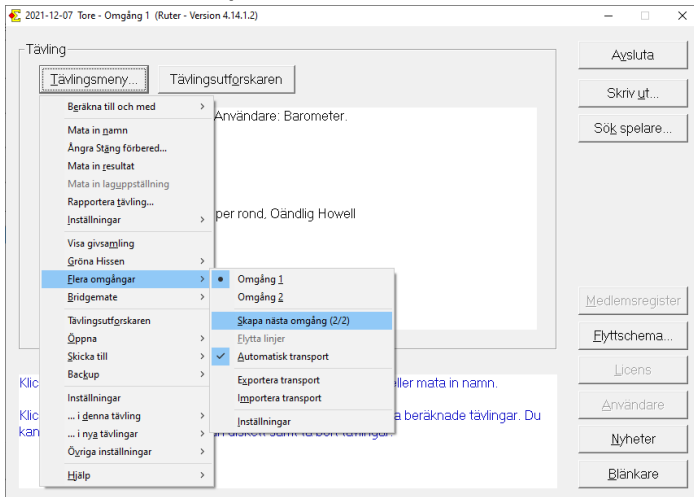 2021-12-07 Tore - Omgång 1 (Ruter - Version 4.14.1.2)
Tävling
Tävlingsmeny...
Tävlingsutforskaren
Avsluta
Skriv ut...
Sök spelare...
Beräkna till och med
Mata in namn
Ångra Stäng förbered...
Mata in resultat
Mata in laguppställning
Rapportera tävling...
Inställningar
Visa givsamling
Gröna Hissen
Flera omgångar
Bridgemate
Tävlingsutforskaren
Öppna
Skicka till
Backup
Inställningar
... i denna tävling
... i nya tävlingar
Övriga inställningar
Hjälp
Användare: Barometer.
per rond, Oändlig Howell
Omgång 1
Omgång 2
Skapa nästa omgång (2/2)
Flytta linjer
Automatisk transport
Exportera transport
Importera transport
Inställningar
Medlemsregister
Flyttschema...
Licens
Användare
Nyheter
Blänkare
Klic
eller mata in namn.
Klic
a beräknade tävlingar. Du
kan